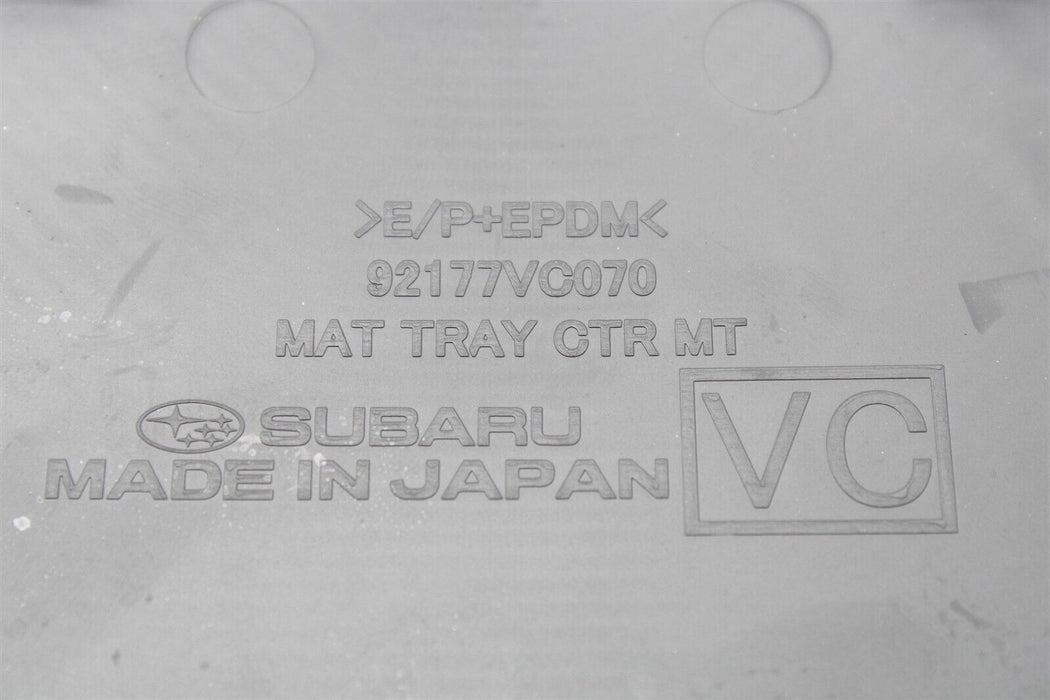 >E/P+EPDM<
92177VC070
MAT TRAY CTR MT
SUBARU
MADE IN JAPAN
VC